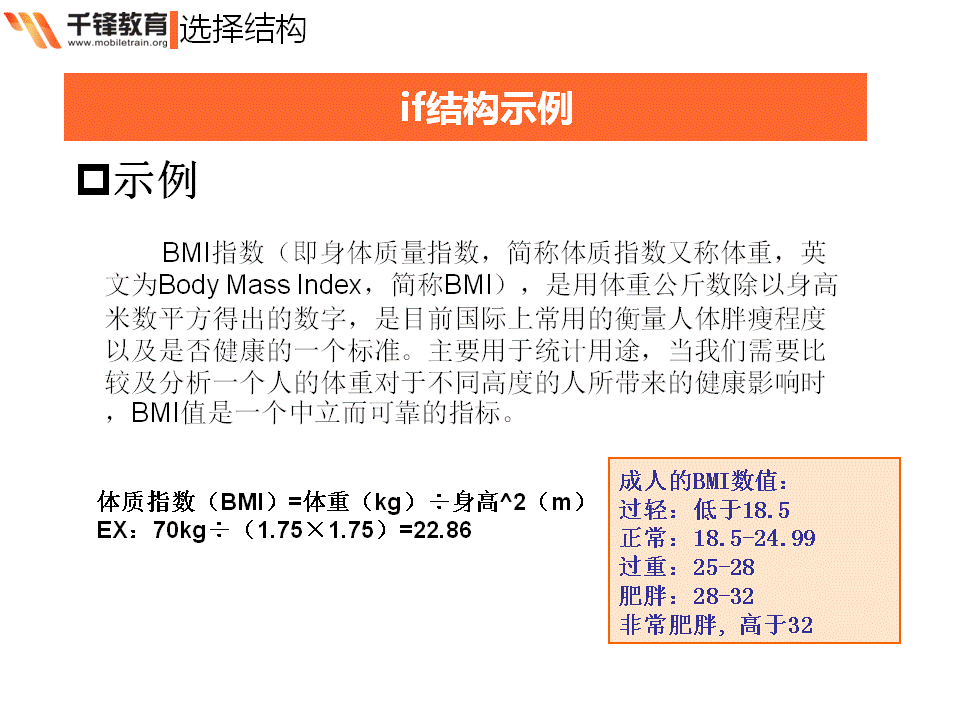 千锋教育
www.mobiletrain.org
选择结构
if结构示例
示例
BMI指数（即身体质量指数，简称体质指数又称体重，英
文为Body Mass Index，简称BMI），是用体重公斤数除以身高
米数平方得出的数字，是目前国际上常用的衡量人体胖瘦程度
以及是否健康的一个标准。主要用于统计用途，当我们需要比
较及分析一个人的体重对于不同高度的人所带来的健康影响时
，BMI值是一个中立而可靠的指标。
体质指数（BMI）=体重（kg）÷身高^2（m）
EX：70kg÷（1.75×1.75）=22.86
成人的BMI数值：
过轻：低于18.5
正常：18.5-24.99
过重：25-28
肥胖：28-32
非常肥胖, 高于32